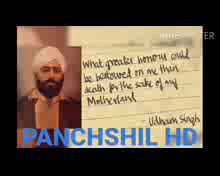 What greater honour could
be bestowed on me than
death for the sake of my
Motherland
Udham Singh
PANCHSHIL HD